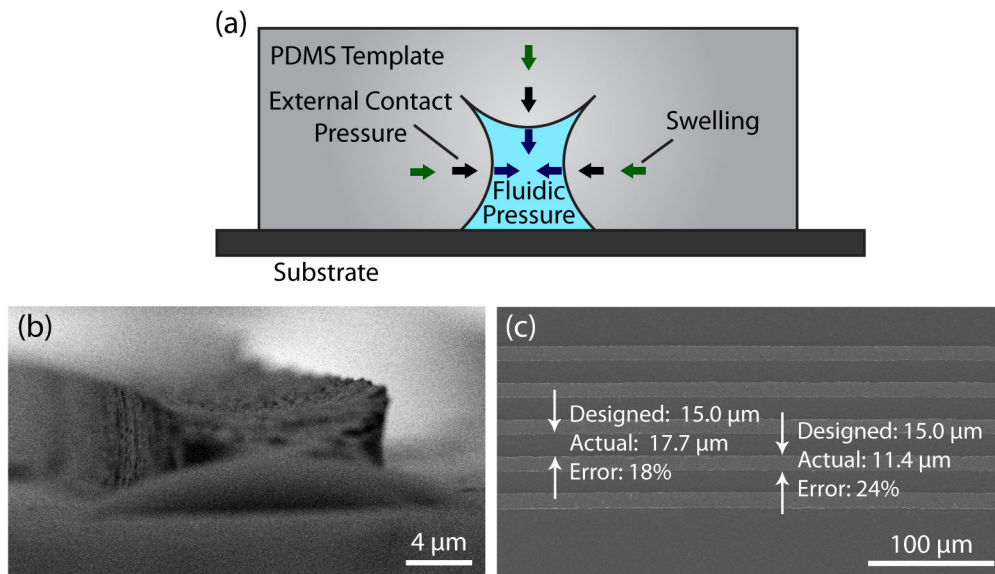 (a)
PDMS Template
External Contact
Pressure
Swelling
Fluidic
Pressure
Substrate
(b)
4 µm
(c)
Designed: 15.0 µm
Actual: 17.7 µm
Error: 18%
Designed: 15.0 µm
Actual: 11.4 µm
Error: 24%
100 µm